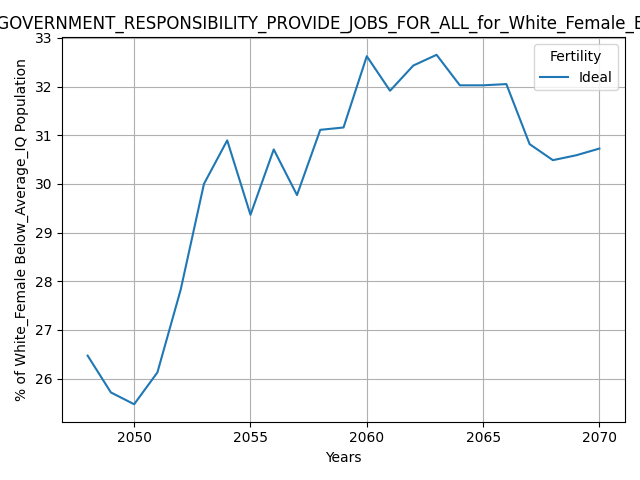 GOVERNMENT_RESPONSIBILITY_PROVIDE_JOBS_FOR_ALL_for_White_Female_B
33
32
31
30
29
28
27
26
% of White_Female Below_Average_IQ Population
Fertility
Ideal
2050 2055 2060 2065 2070
Years